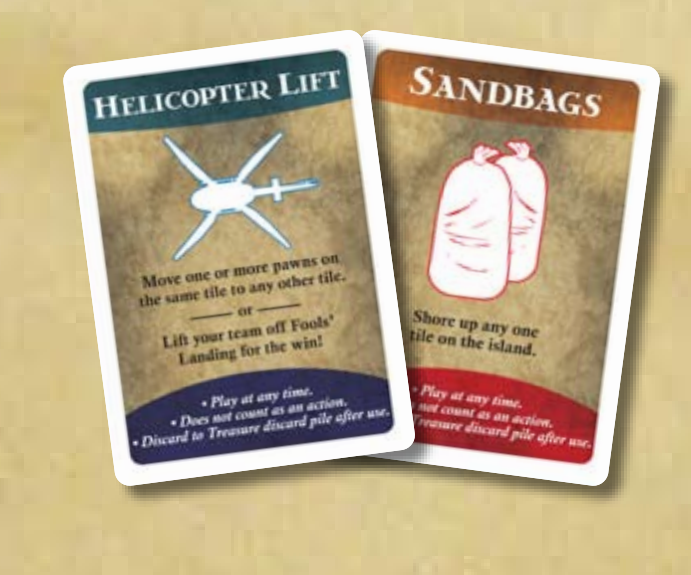 HELICOPTER LIFT
Move one or more pawns on
the same tile to any other tile.
or
Lift your team off Fools'
Landing for the win!
• Play at any time.
• Does not count as an action.
• Discard to Treasure discard pile after use.
SANDBAGS
Shore up any one
tile on the island.
• Play at any time.
not count as an action.
Treasure discard pile after use.